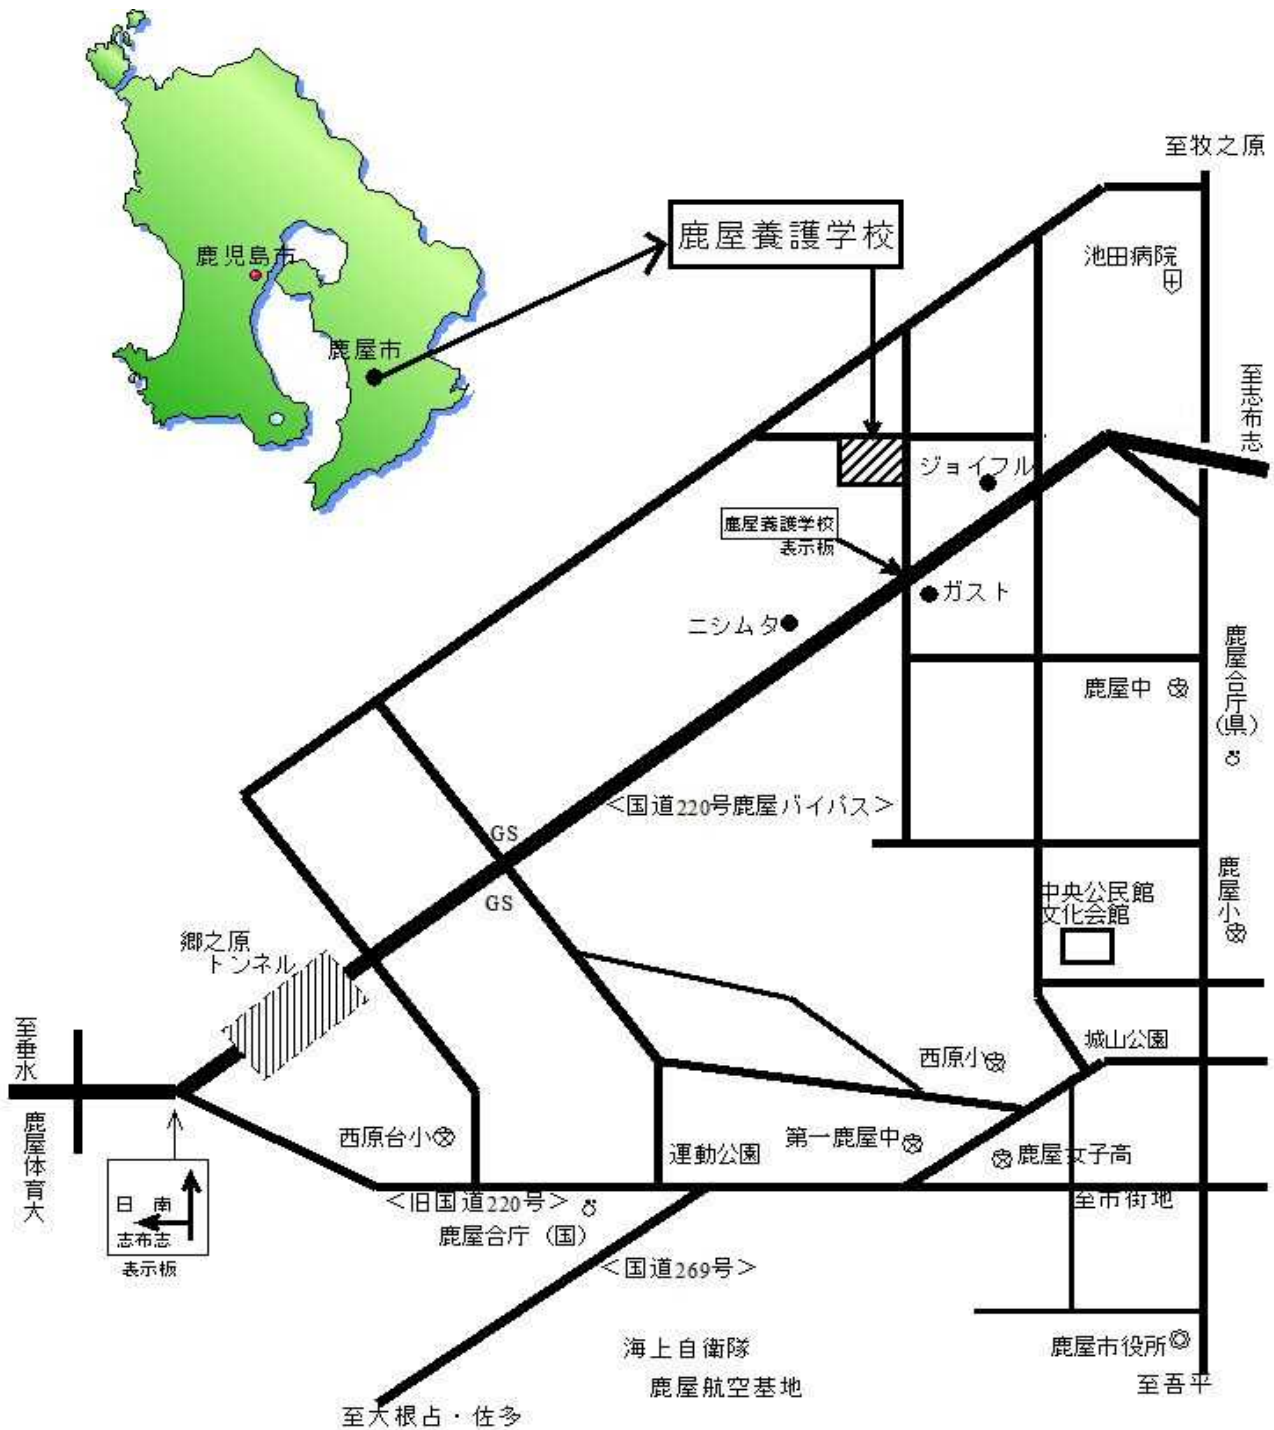 至牧之原
鹿屋養護学校
池田病院
鹿児島市
鹿屋市
至志布志
ジョイフル
鹿屋養護学校
表示板
ガスト
ニシムタ
鹿屋合庁(県)
鹿屋中
<国道220号鹿屋バイパス>
GS
GS
鹿屋小
中央公民館
文化会館
郷之原
トンネル
至垂水
城山公園
西原小
鹿屋体育大
西原台小
第一鹿屋中
運動公園
鹿屋女子高
日 南
志布志
表示板
<旧国道220号>
至市街地
鹿屋合庁(国)
<国道269号>
海上自衛隊
鹿屋航空基地
鹿屋市役所
至吾平
至大根占・佐多